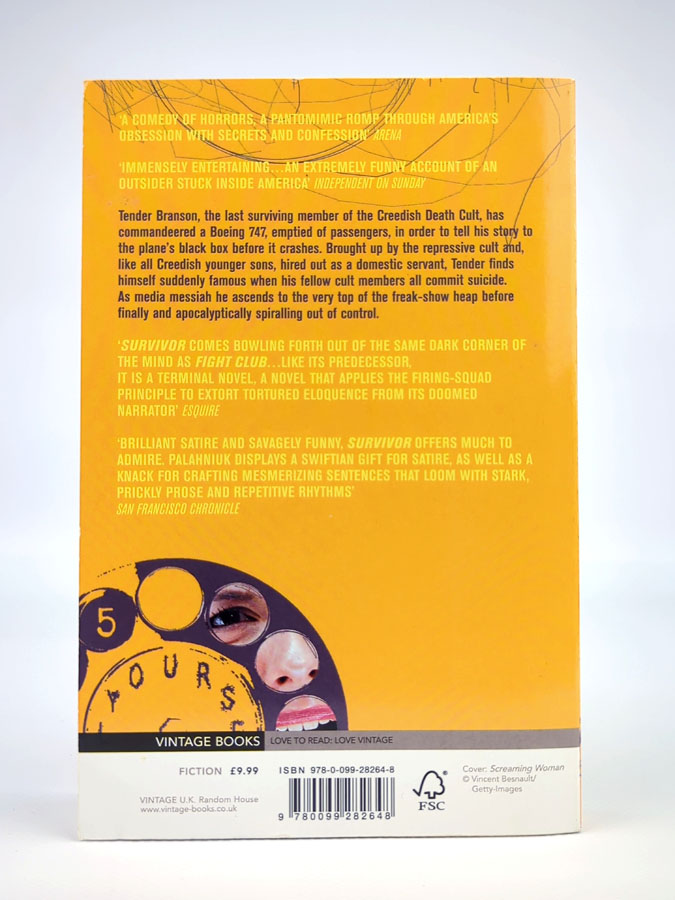 ‘A COMEDY OF HORRORS, A PANTOMIMIC ROMP THROUGH AMERICA’S
OBSESSION WITH SECRETS AND CONFESSION’ ARENA
‘IMMENSELY ENTERTAINING...AN EXTREMELY FUNNY ACCOUNT OF AN
OUTSIDER STUCK INSIDE AMERICA’ INDEPENDENT ON SUNDAY
Tender Branson, the last surviving member of the Creedish Death Cult, has
commandeered a Boeing 747, emptied of passengers, in order to tell his story to
the plane’s black box before it crashes. Brought up by the repressive cult and,
like all Creedish younger sons, hired out as a domestic servant, Tender finds
himself suddenly famous when his fellow cult members all commit suicide.
As media messiah he ascends to the very top of the freak-show heap before
finally and apocalyptically spiralling out of control.
‘SURVIVOR COMES BOWLING FORTH OUT OF THE SAME DARK CORNER OF
THE MIND AS FIGHT CLUB...LIKE ITS PREDECESSOR,
IT IS A TERMINAL NOVEL, A NOVEL THAT APPLIES THE FIRING-SQUAD
PRINCIPLE TO EXTORT TORTURED ELOQUENCE FROM ITS DOOMED
NARRATOR’ ESQUIRE
‘BRILLIANT SATIRE AND SAVAGELY FUNNY, SURVIVOR OFFERS MUCH TO
ADMIRE. PALAHNIUK DISPLAYS A SWIFTIAN GIFT FOR SATIRE, AS WELL AS A
KNACK FOR CRAFTING MESMERIZING SENTENCES THAT LOOM WITH STARK,
PRICKLY PROSE AND REPETITIVE RHYTHMS’
SAN FRANCISCO CHRONICLE
5
YOURS
VINTAGE BOOKS LOVE TO READ: LOVE VINTAGE
FICTION £9.99
ISBN 978-0-099-28264-8
VINTAGE U.K. Random House
www.vintage-books.co.uk
9 780099 282648
FSC
®
Cover: Screaming Woman
© Vincent Besnault/
Getty-Images